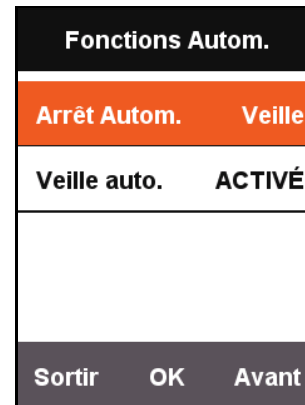 Fonctions Autom.
Arrêt Autom. Veille
Veille auto. ACTIVÉ
Sortir OK Avant